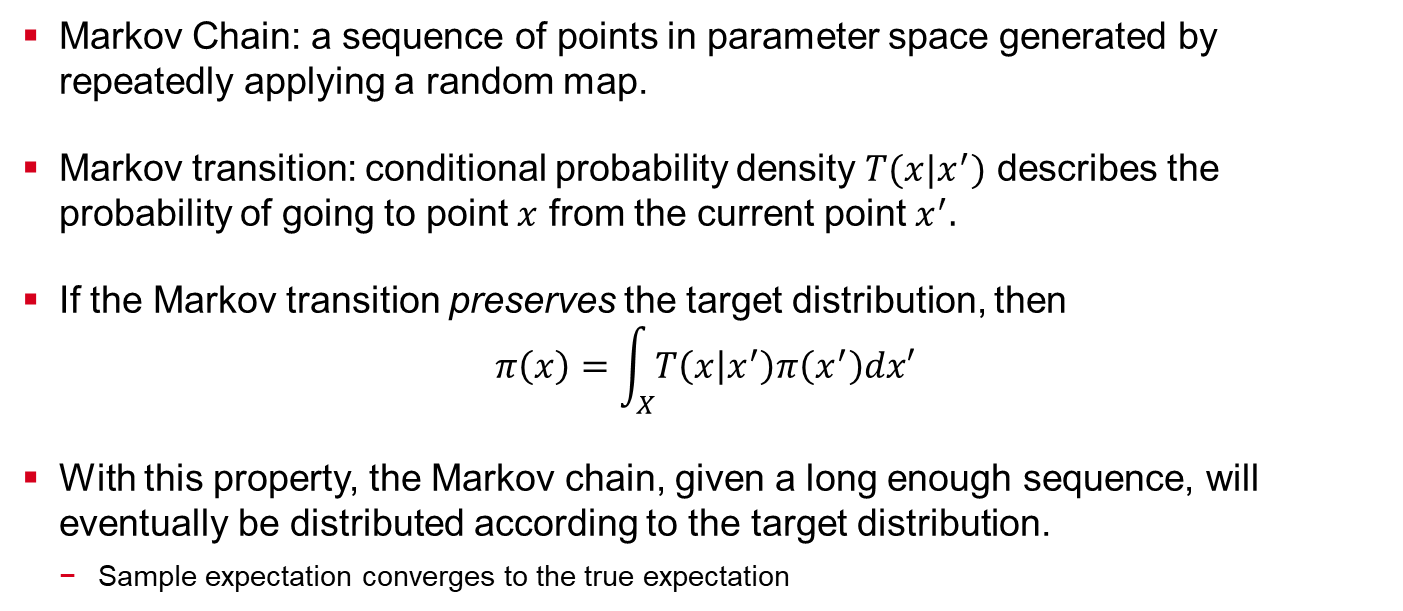 ▪ Markov Chain: a sequence of points in parameter space generated by
repeatedly applying a random map.
▪ Markov transition: conditional probability density T(x|x′) describes the
probability of going to point x from the current point x′.
▪ If the Markov transition preserves the target distribution, then
π(x) = ∫_X T(x|x′)π(x′)dx′
▪ With this property, the Markov chain, given a long enough sequence, will
eventually be distributed according to the target distribution.
− Sample expectation converges to the true expectation